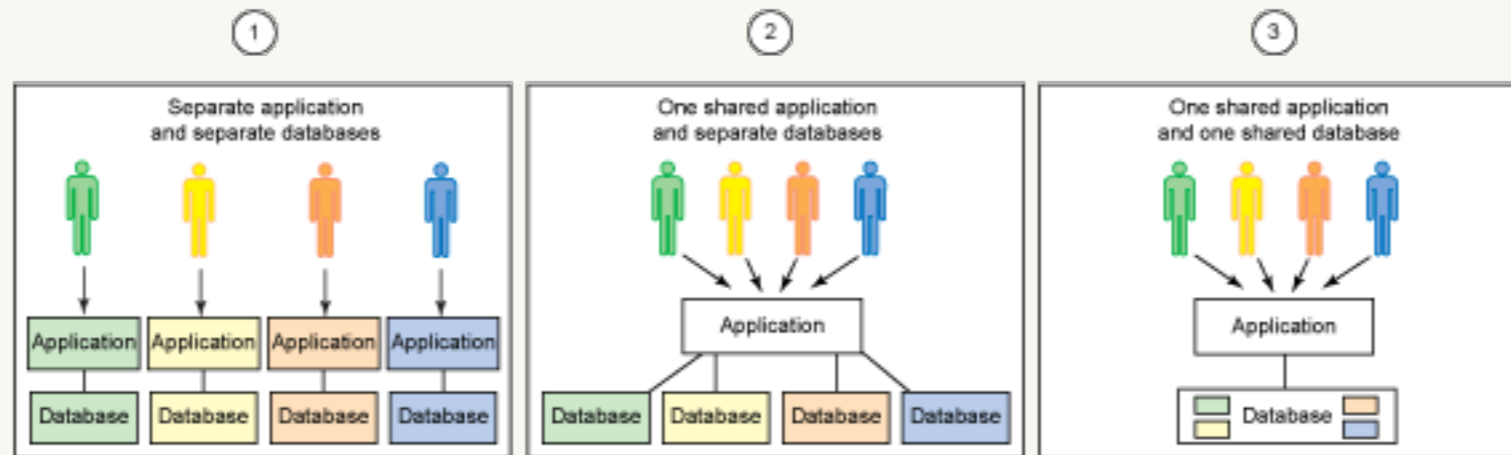 1
2
3
Separate application
and separate databases
Application
Application
Application
Application
Database
Database
Database
Database
One shared application
and separate databases
Application
Database
Database
Database
Database
One shared application
and one shared database
Application
Database